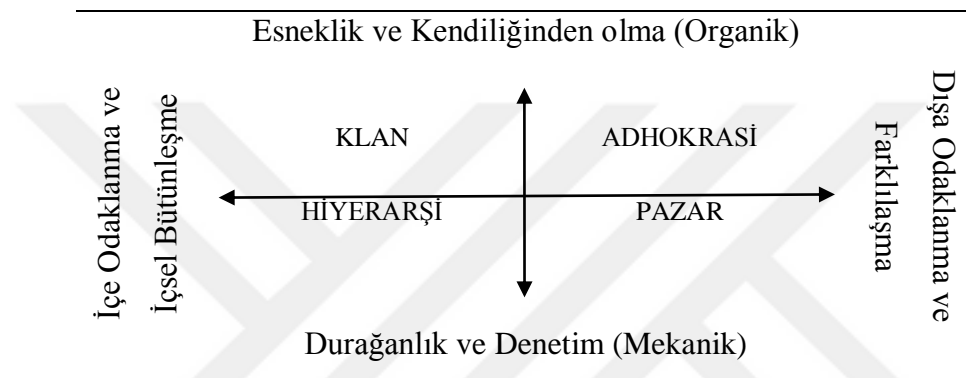 Esneklik ve Kendiliğinden olma (Organik)
İçe Odaklanma ve
İçsel Bütünleşme
KLAN
ADHOKRASİ
HİYERARŞİ
PAZAR
Dışa Odaklanma ve
Farklılaşma
Durağanlık ve Denetim (Mekanik)